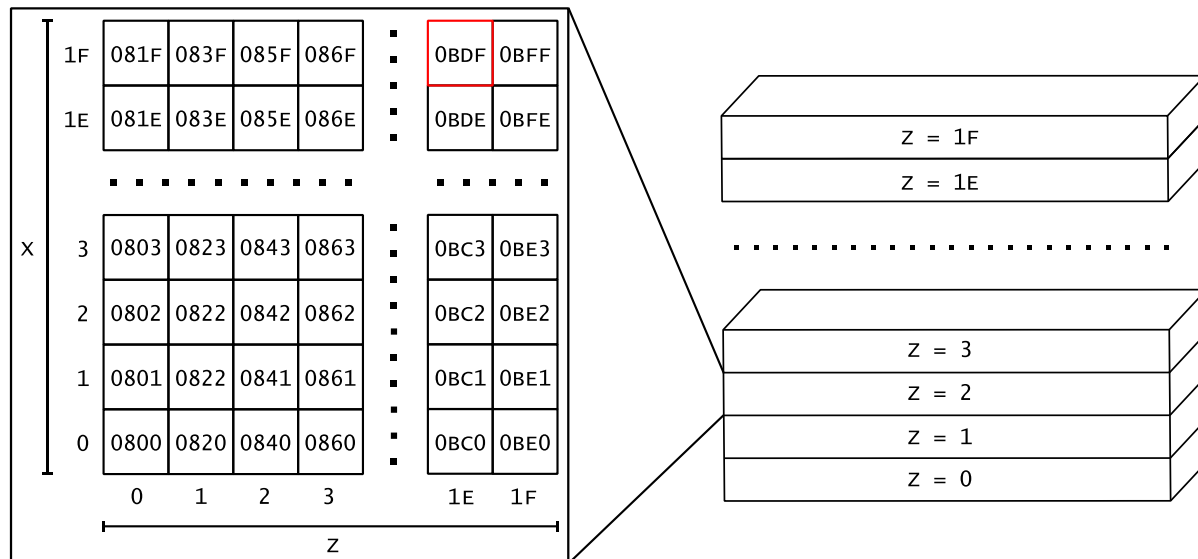 1F 081F 083F 085F 086F 0BDF 0BFF
1E 081E 083E 085E 086E 0BDE 0BFE
X
3 0803 0823 0843 0863 0BC3 0BE3
2 0802 0822 0842 0862 0BC2 0BE2
1 0801 0822 0841 0861 0BC1 0BE1
0 0800 0820 0840 0860 0BC0 0BE0
0 1 2 3 1E 1F
Z
Z = 1F
Z = 1E
Z = 3
Z = 2
Z = 1
Z = 0